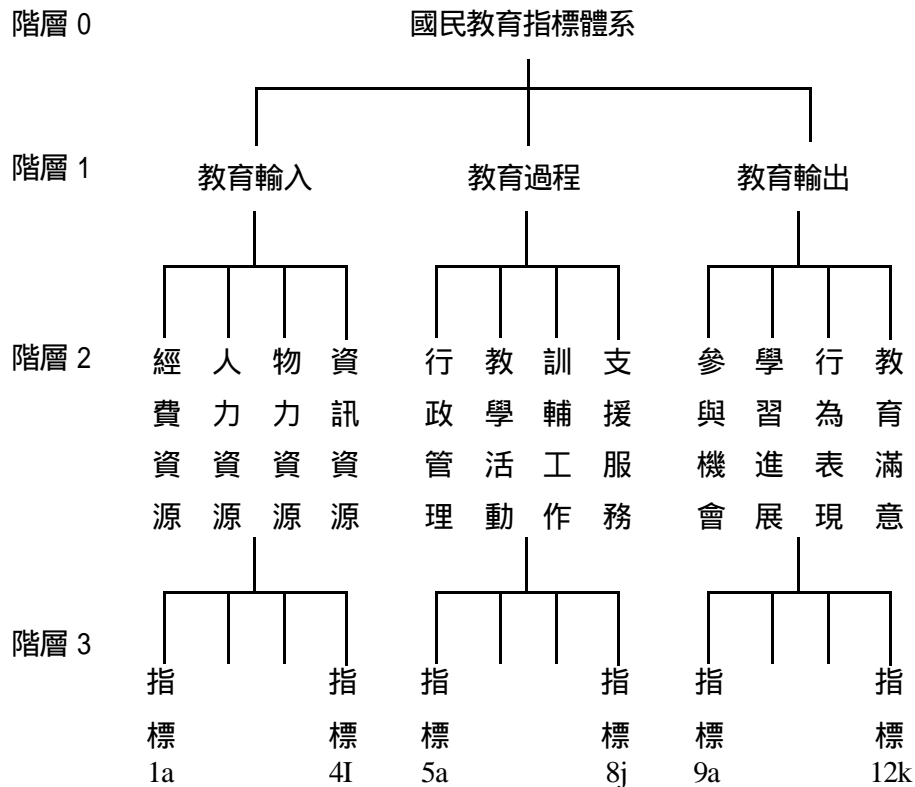 階層 0
國民教育指標體系
階層 1
教育輸入
教育過程
教育輸出
階層 2
經費資源
人力資源
物力資源
資訊資源
行政管理
教學活動
訓輔工作
支援服務
參與機會
學習進展
行為表現
教育滿意
階層 3
指標
1a
指標
4I
指標
5a
指標
8j
指標
9a
指標
12k